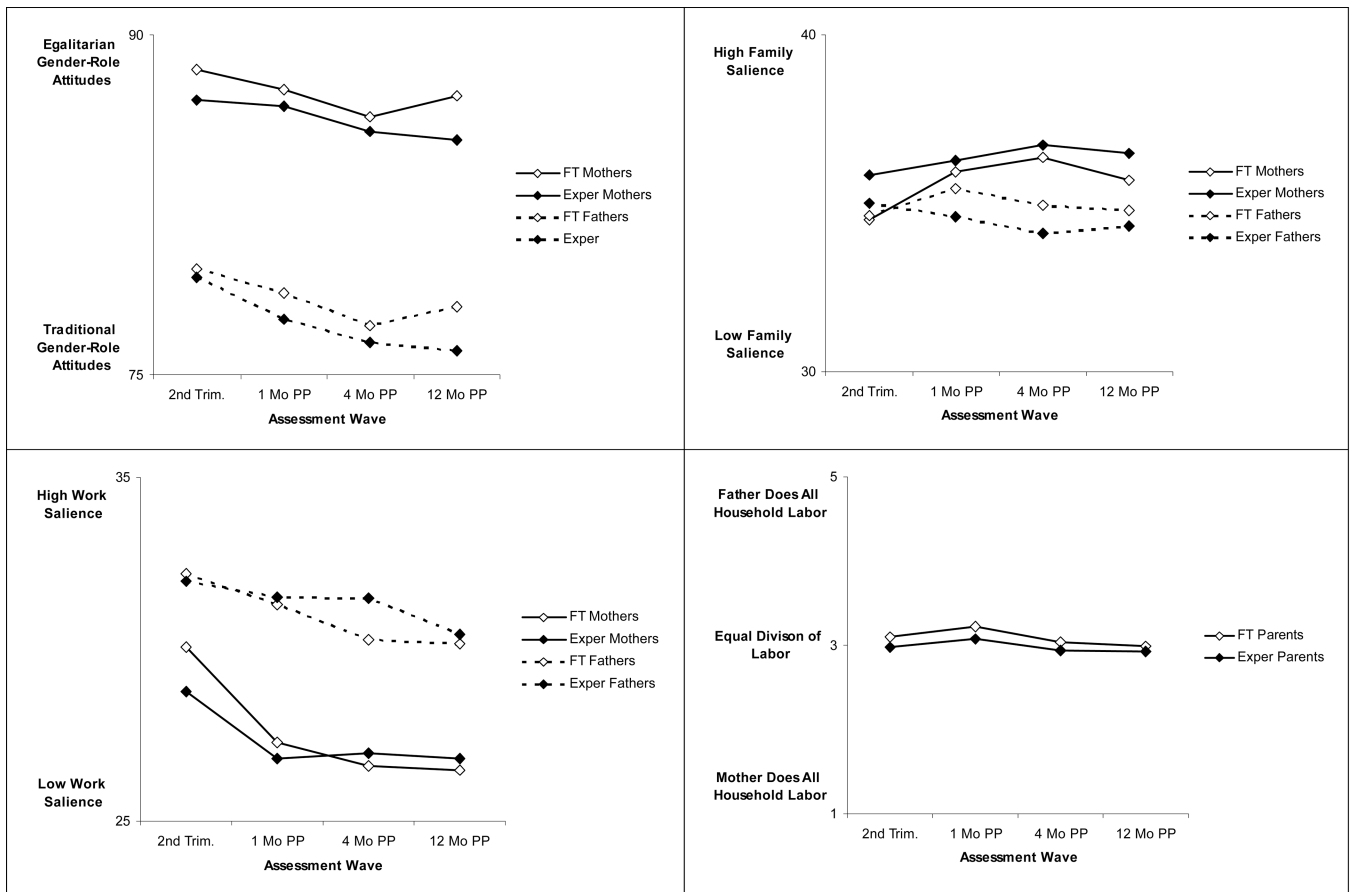 90
Egalitarian
Gender-Role
Attitudes
FT Mothers
Exper Mothers
FT Fathers
Exper
Traditional
Gender-Role
Attitudes
75
2nd Trim. 1 Mo PP 4 Mo PP 12 Mo PP
Assessment Wave
40
High Family
Salience
FT Mothers
Exper Mothers
FT Fathers
Exper Fathers
Low Family
Salience
30
2nd Trim. 1 Mo PP 4 Mo PP 12 Mo PP
Assessment Wave
35
High Work
Salience
FT Mothers
Exper Mothers
FT Fathers
Exper Fathers
Low Work
Salience
25
2nd Trim. 1 Mo PP 4 Mo PP 12 Mo PP
Assessment Wave
5
Father Does All
Household Labor
Equal Divison of
Labor
3
FT Parents
Exper Parents
Mother Does All
Household Labor
1
2nd Trim. 1 Mo PP 4 Mo PP 12 Mo PP
Assessment Wave